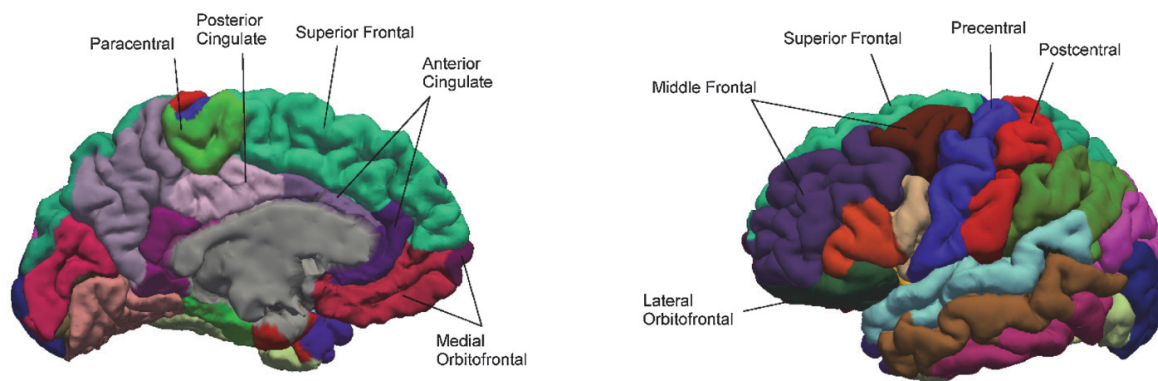 Paracentral
Posterior
Cingulate
Superior Frontal
Anterior
Cingulate
Medial
Orbitofrontal
Superior Frontal
Precentral
Postcentral
Middle Frontal
Lateral
Orbitofrontal